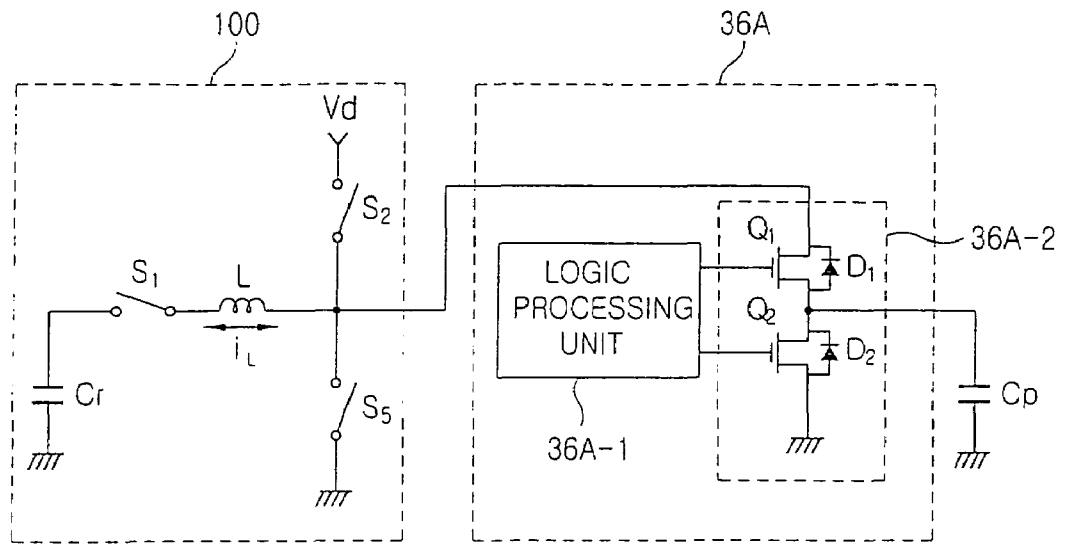 100
36A
Vd
S2
S1
L
iL
Cr
S5
LOGIC
PROCESSING
UNIT
36A-1
Q1
D1
Q2
D2
36A-2
Cp